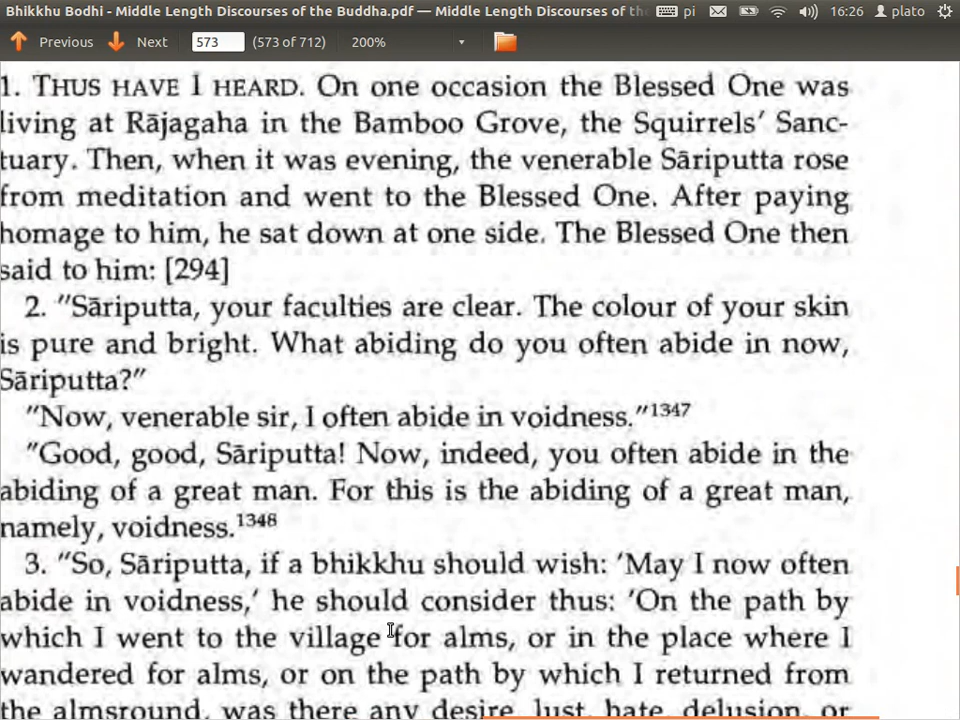 Bhikkhu Bodhi - Middle Length Discourses of the Buddha.pdf — Middle Length Discourses of the pi 16:26 plato
Previous Next 573 (573 of 712) 200%
1. THUS HAVE I HEARD. On one occasion the Blessed One was
living at Rājagaha in the Bamboo Grove, the Squirrels' Sanc-
tuary. Then, when it was evening, the venerable Sāriputta rose
from meditation and went to the Blessed One. After paying
homage to him, he sat down at one side. The Blessed One then
said to him: [294]
2. "Sāriputta, your faculties are clear. The colour of your skin
is pure and bright. What abiding do you often abide in now,
Sāriputta?"
"Now, venerable sir, I often abide in voidness."1347
"Good, good, Sāriputta! Now, indeed, you often abide in the
abiding of a great man. For this is the abiding of a great man,
namely, voidness.1348
3. "So, Sāriputta, if a bhikkhu should wish: 'May I now often
abide in voidness,' he should consider thus: 'On the path by
which I went to the village for alms, or in the place where I
wandered for alms, or on the path by which I returned from
the almsround, was there any desire, lust, hate, delusion, or